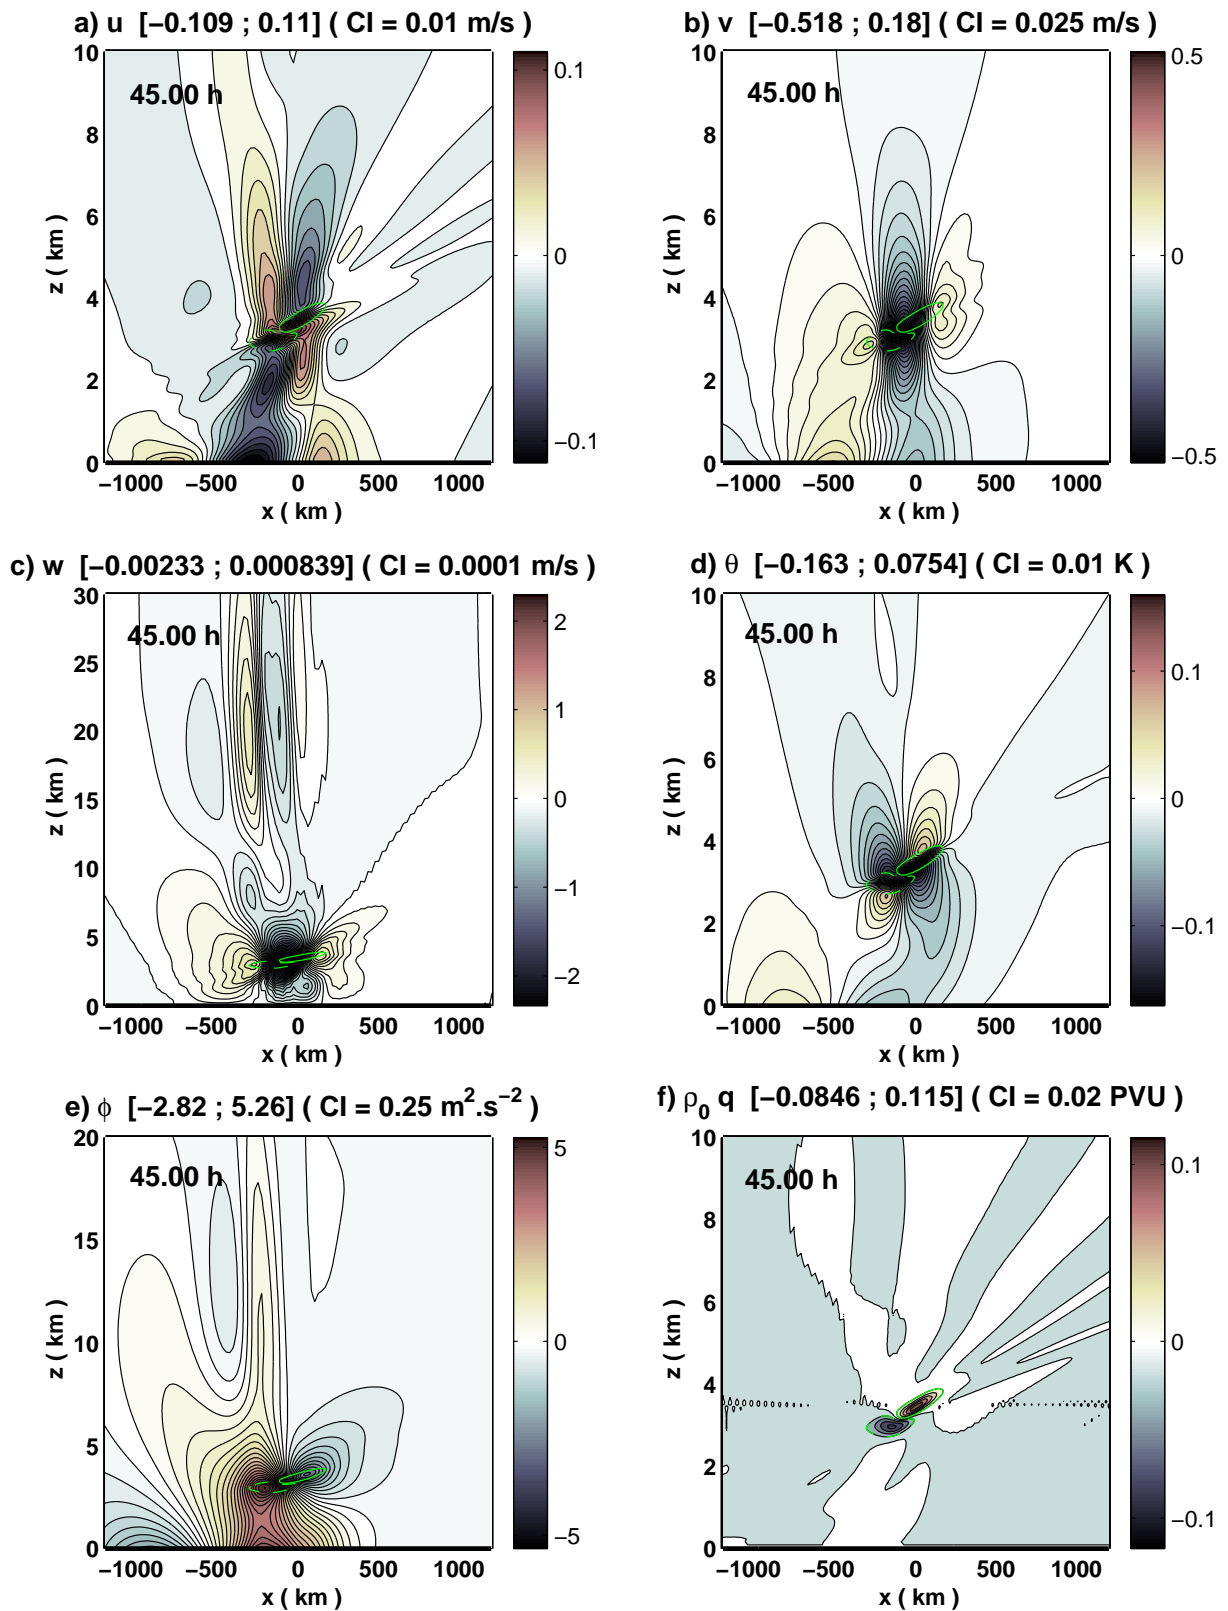 a) u [−0.109 ; 0.11] ( CI = 0.01 m/s )
10
8
6
4
2
0
z ( km )
45.00 h
−1000 −500 0 500 1000
x ( km )
0.1
0
−0.1
b) v [−0.518 ; 0.18] ( CI = 0.025 m/s )
10
8
6
4
2
0
z ( km )
45.00 h
−1000 −500 0 500 1000
x ( km )
0.5
0
−0.5
c) w [−0.00233 ; 0.000839] ( CI = 0.0001 m/s )
30
25
20
15
10
5
0
z ( km )
45.00 h
−1000 −500 0 500 1000
x ( km )
2
1
0
−1
−2
d) θ [−0.163 ; 0.0754] ( CI = 0.01 K )
10
8
6
4
2
0
z ( km )
45.00 h
−1000 −500 0 500 1000
x ( km )
0.1
0
−0.1
e) ϕ [−2.82 ; 5.26] ( CI = 0.25 m².s⁻² )
20
15
10
5
0
z ( km )
45.00 h
−1000 −500 0 500 1000
x ( km )
5
0
−5
f) ρ₀ q [−0.0846 ; 0.115] ( CI = 0.02 PVU )
10
8
6
4
2
0
z ( km )
45.00 h
−1000 −500 0 500 1000
x ( km )
0.1
0
−0.1